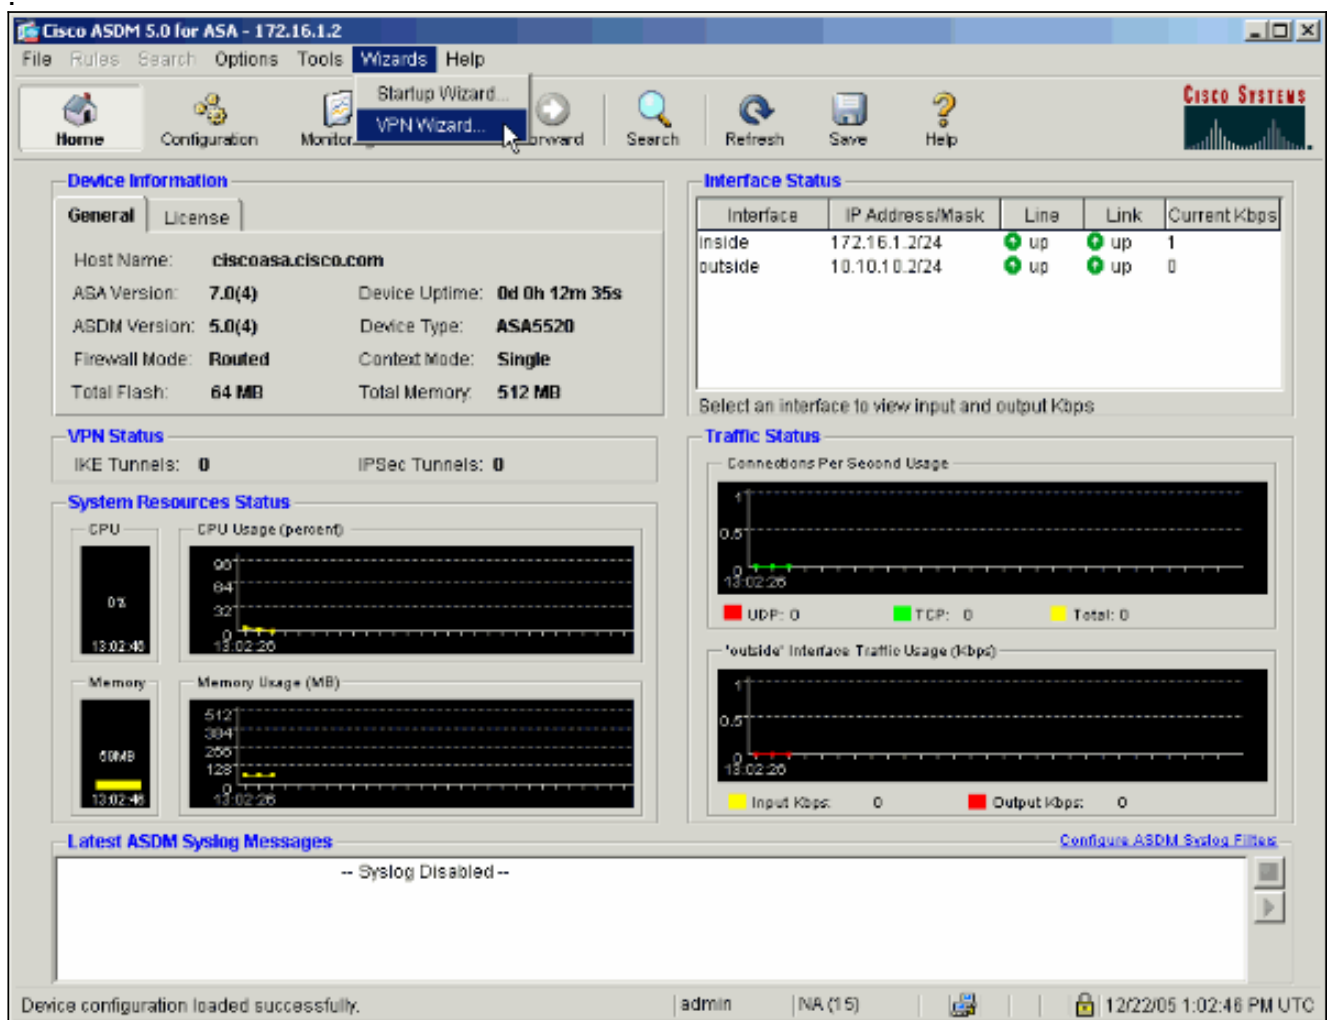 Cisco ASDM 5.0 for ASA - 172.16.1.2
File Rules Search Options Tools Wizards Help
Startup Wizard...
VPN Wizard...
Home Configuration Forward Search Refresh Save Help
CISCO SYSTEMS
Device Information
General License
Host Name: ciscoasa.cisco.com
ASA Version: 7.0(4) Device Uptime: 0d 0h 12m 35s
ASDM Version: 5.0(4) Device Type: ASA5520
Firewall Mode: Routed Context Mode: Single
Total Flash: 64 MB Total Memory: 512 MB
Interface Status
Interface IP Address/Mask Line Link Current Kbps
inside 172.16.1.2/24 up up 1
outside 10.10.10.2/24 up up 0
Select an interface to view input and output Kbps
VPN Status
IKE Tunnels: 0 IPSec Tunnels: 0
System Resources Status
CPU
0%
13:02:46
CPU Usage (percent)
96
64
32
0
13:02:26
Memory
60MB
13:02:46
Memory Usage (MB)
512
384
256
128
0
13:02:26
Traffic Status
Connections Per Second Usage
1
0.5
0
13:02:26
UDP: 0 TCP: 0 Total: 0
'outside' Interface Traffic Usage (Kbps)
1
0.5
0
13:02:26
Input Kbps: 0 Output Kbps: 0
Latest ASDM Syslog Messages
Configure ASDM Syslog Filters
-- Syslog Disabled --
Device configuration loaded successfully. admin NA (15) 12/22/05 1:02:46 PM UTC